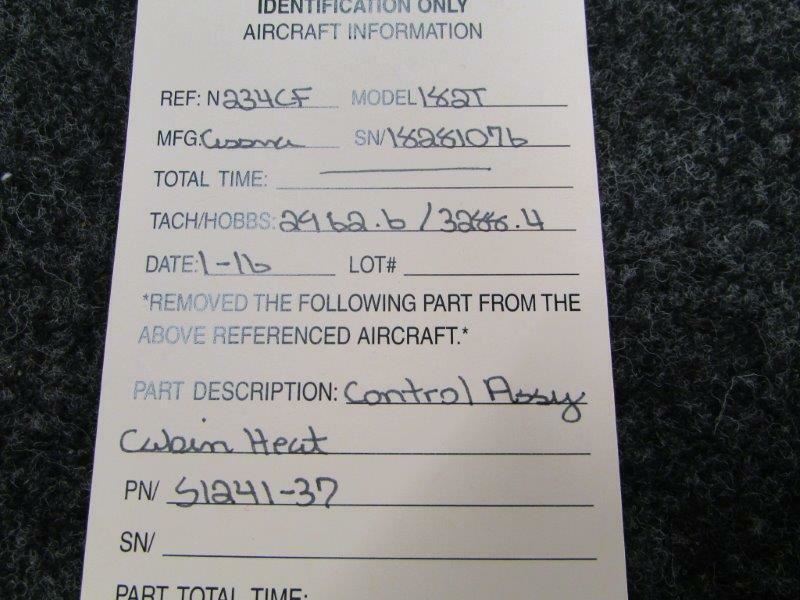 IDENTIFICATION ONLY
AIRCRAFT INFORMATION
REF: N234CF MODEL 182T
MFG: Cessna SN/ 18281076
TOTAL TIME:
TACH/HOBBS: 2962.6 / 3288.4
DATE: 1-16 LOT#
*REMOVED THE FOLLOWING PART FROM THE
ABOVE REFERENCED AIRCRAFT.*
PART DESCRIPTION: Control Assy
Cabin Heat
PN/ S1241-37
SN/
PART TOTAL TIME: